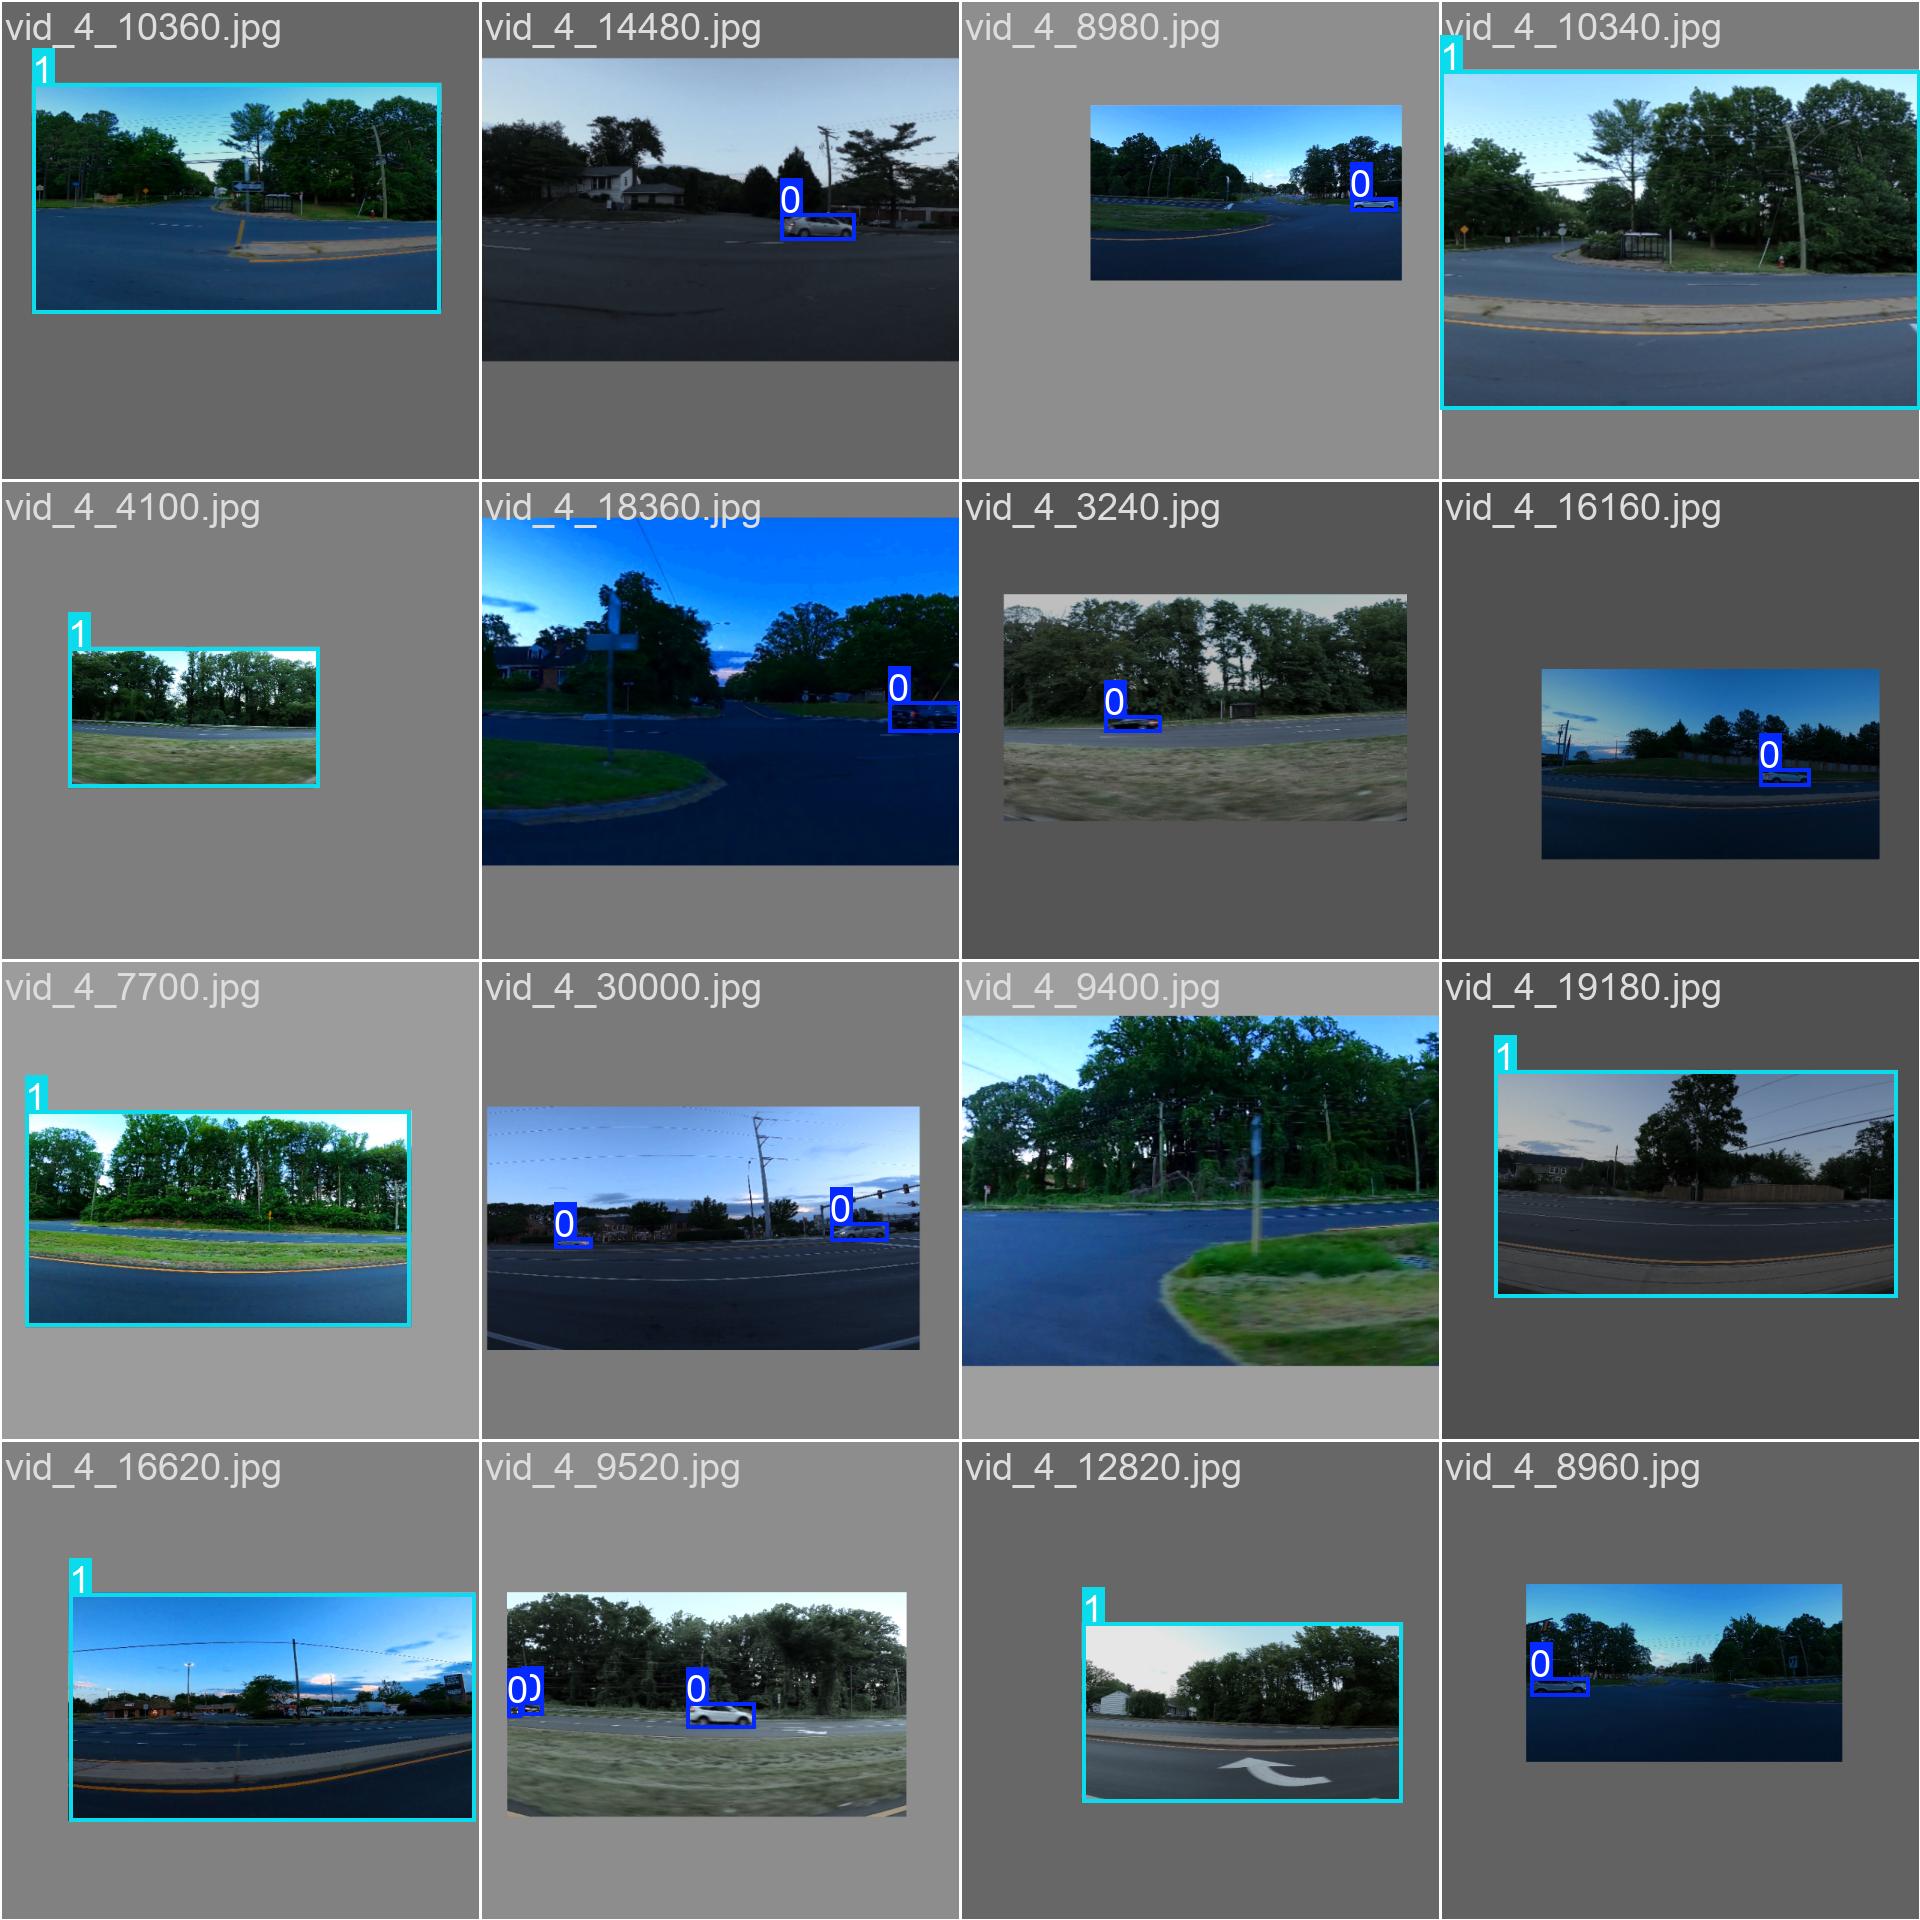 vid_4_10360.jpg
1
vid_4_14480.jpg
0
vid_4_8980.jpg
0
vid_4_10340.jpg
1
vid_4_4100.jpg
1
vid_4_18360.jpg
0
vid_4_3240.jpg
0
vid_4_16160.jpg
0
vid_4_7700.jpg
1
vid_4_30000.jpg
0
0
vid_4_9400.jpg
vid_4_19180.jpg
1
vid_4_16620.jpg
1
vid_4_9520.jpg
0
0
0
vid_4_12820.jpg
1
vid_4_8960.jpg
0